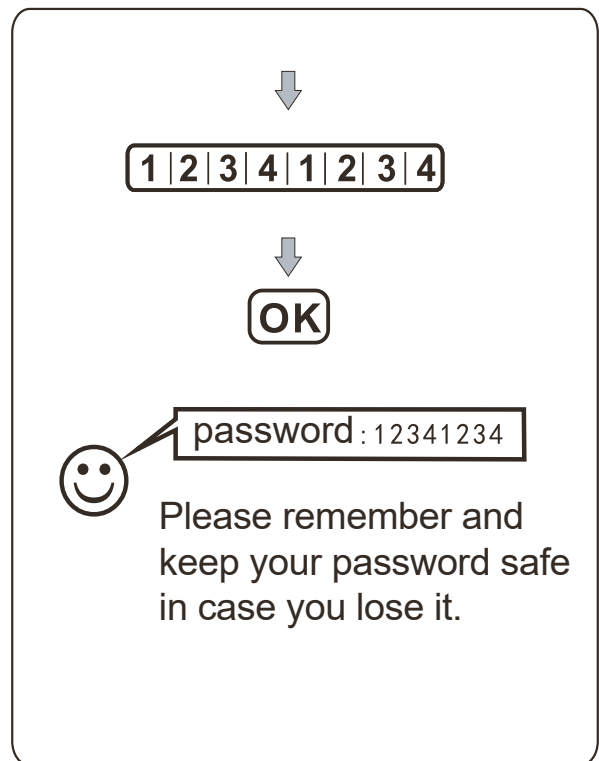 1|2|3|4|1|2|3|4
OK
password:12341234
Please remember and
keep your password safe
in case you lose it.